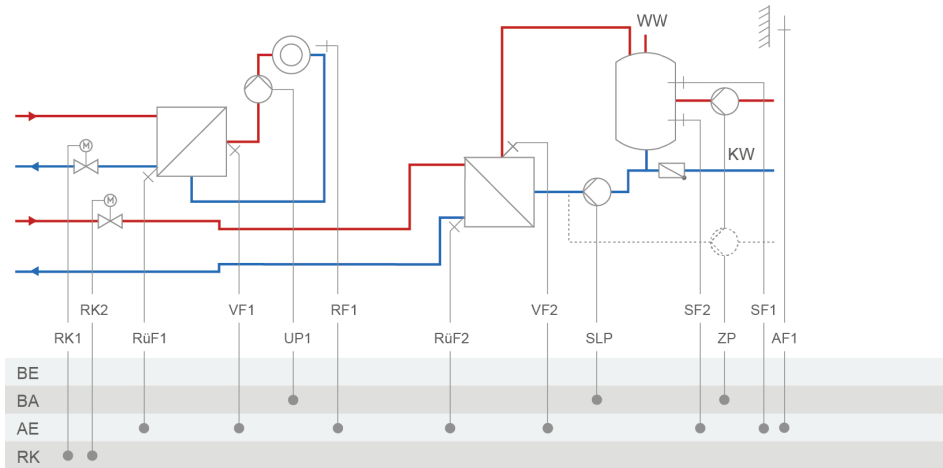 WW
M
KW
M
RK2 VF1 RF1 VF2 SF2 SF1
RK1 RüF1 UP1 RüF2 SLP ZP AF1
BE
BA
AE
RK